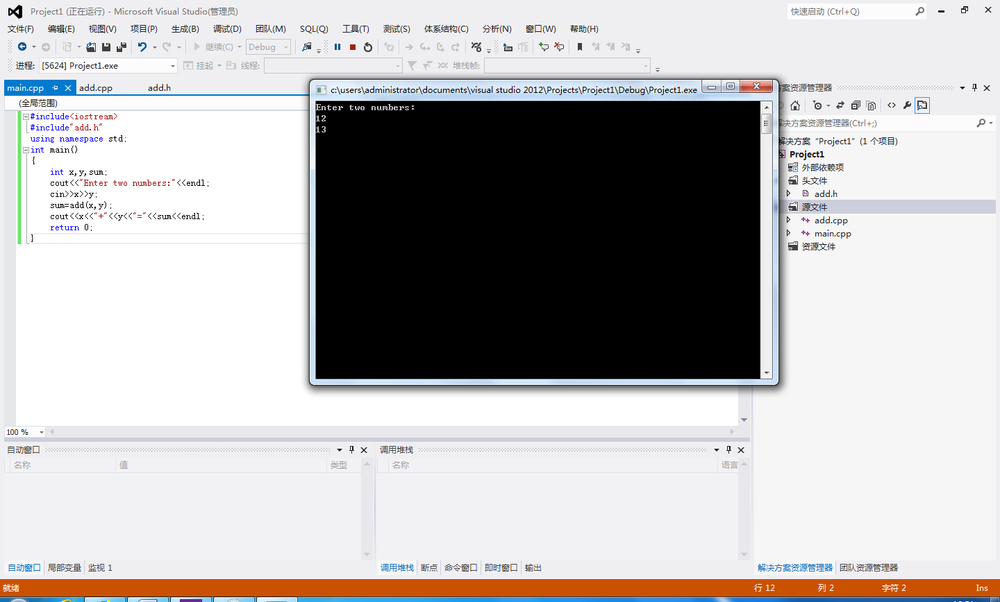 Project1 (正在运行) - Microsoft Visual Studio(管理员)
快速启动 (Ctrl+Q)
文件(F) 编辑(E) 视图(V) 项目(P) 生成(B) 调试(D) 团队(M) SQL(Q) 工具(T) 测试(S) 体系结构(C) 分析(N) 窗口(W) 帮助(H)
继续(C) Debug
进程: [5624] Project1.exe 挂起 线程: 堆栈帧:
main.cpp add.cpp add.h
(全局范围)
#include<iostream>
#include"add.h"
using namespace std;
int main()
{
int x,y,sum;
cout<<"Enter two numbers:"<<endl;
cin>>x>>y;
sum=add(x,y);
cout<<x<<"+"<<y<<"="<<sum<<endl;
return 0;
}
c:\users\administrator\documents\visual studio 2012\Projects\Project1\Debug\Project1.exe
Enter two numbers:
12
13
方案资源管理器
解决方案资源管理器(Ctrl+;)
解决方案 "Project1" (1 个项目)
Project1
外部依赖项
头文件
add.h
源文件
add.cpp
main.cpp
资源文件
100 %
自动窗口
名称 值 类型
调用堆栈
名称 语言
自动窗口 局部变量 监视 1
调用堆栈 断点 命令窗口 即时窗口 输出
解决方案资源管理器 团队资源管理器
就绪 行 12 列 2 字符 2 Ins